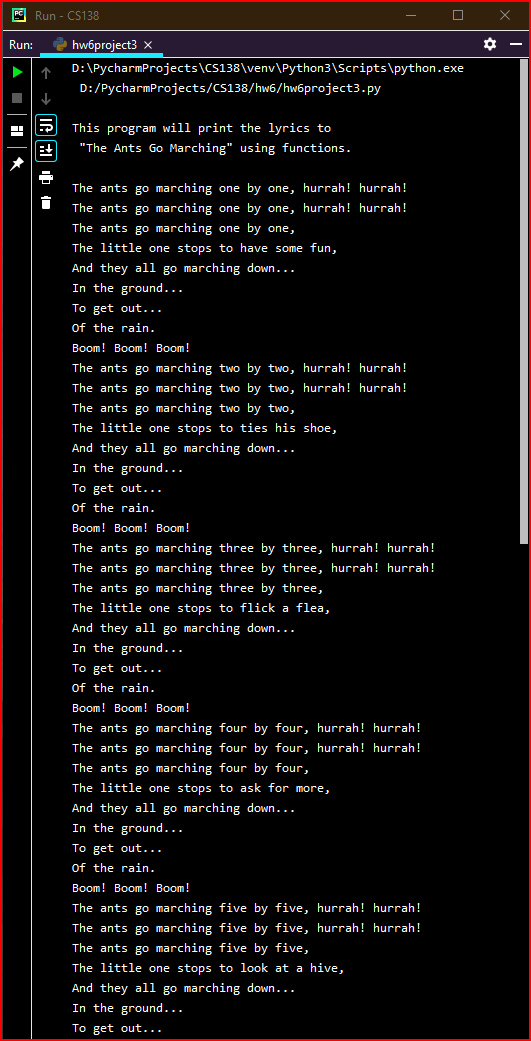 PC Run - CS138
Run: hw6project3
D:\PycharmProjects\CS138\venv\Python3\Scripts\python.exe
D:/PycharmProjects/CS138/hw6/hw6project3.py
This program will print the lyrics to
"The Ants Go Marching" using functions.
The ants go marching one by one, hurrah! hurrah!
The ants go marching one by one, hurrah! hurrah!
The ants go marching one by one,
The little one stops to have some fun,
And they all go marching down...
In the ground...
To get out...
Of the rain.
Boom! Boom! Boom!
The ants go marching two by two, hurrah! hurrah!
The ants go marching two by two, hurrah! hurrah!
The ants go marching two by two,
The little one stops to ties his shoe,
And they all go marching down...
In the ground...
To get out...
Of the rain.
Boom! Boom! Boom!
The ants go marching three by three, hurrah! hurrah!
The ants go marching three by three, hurrah! hurrah!
The ants go marching three by three,
The little one stops to flick a flea,
And they all go marching down...
In the ground...
To get out...
Of the rain.
Boom! Boom! Boom!
The ants go marching four by four, hurrah! hurrah!
The ants go marching four by four, hurrah! hurrah!
The ants go marching four by four,
The little one stops to ask for more,
And they all go marching down...
In the ground...
To get out...
Of the rain.
Boom! Boom! Boom!
The ants go marching five by five, hurrah! hurrah!
The ants go marching five by five, hurrah! hurrah!
The ants go marching five by five,
The little one stops to look at a hive,
And they all go marching down...
In the ground...
To get out...